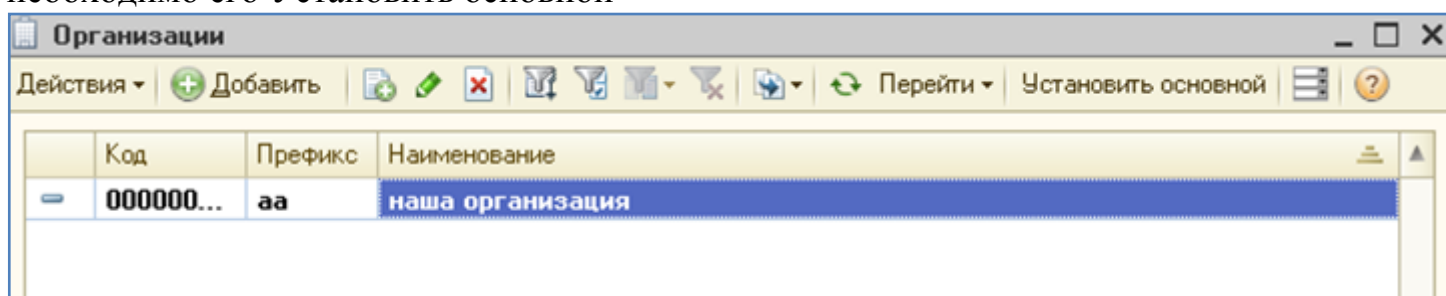 необходимо его Установить основной
Организации
Действия Добавить Перейти Установить основной
Код Префикс Наименование
000000... аа наша организация